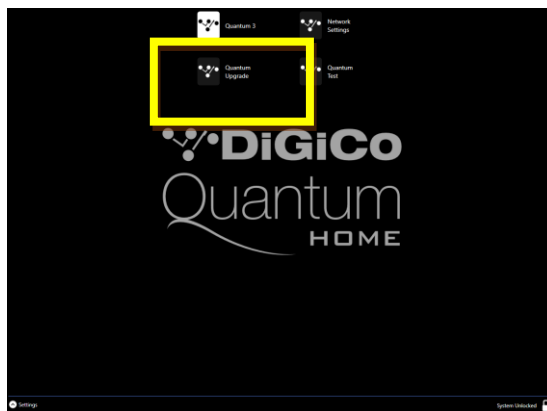 Quantum 3
Network
Settings
Quantum
Upgrade
Quantum
Test
DiGiCo
Quantum
HOME
Settings
System Unlocked